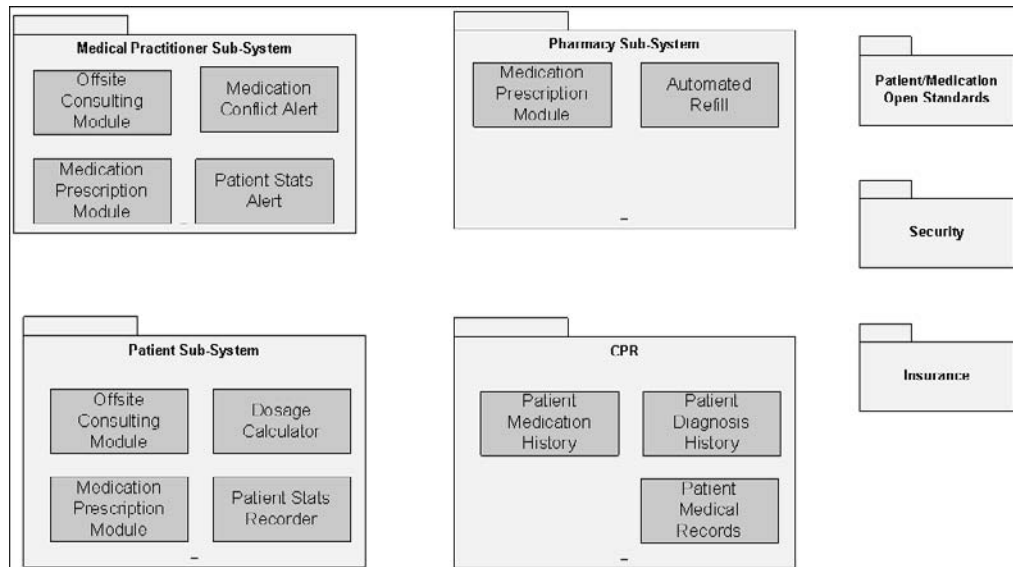 Medical Practitioner Sub-System
Offsite
Consulting
Module
Medication
Conflict Alert
Medication
Prescription
Module
Patient Stats
Alert
Pharmacy Sub-System
Medication
Prescription
Module
Automated
Refill
Patient/Medication
Open Standards
Security
Insurance
Patient Sub-System
Offsite
Consulting
Module
Dosage
Calculator
Medication
Prescription
Module
Patient Stats
Recorder
CPR
Patient
Medication
History
Patient
Diagnosis
History
Patient
Medical
Records